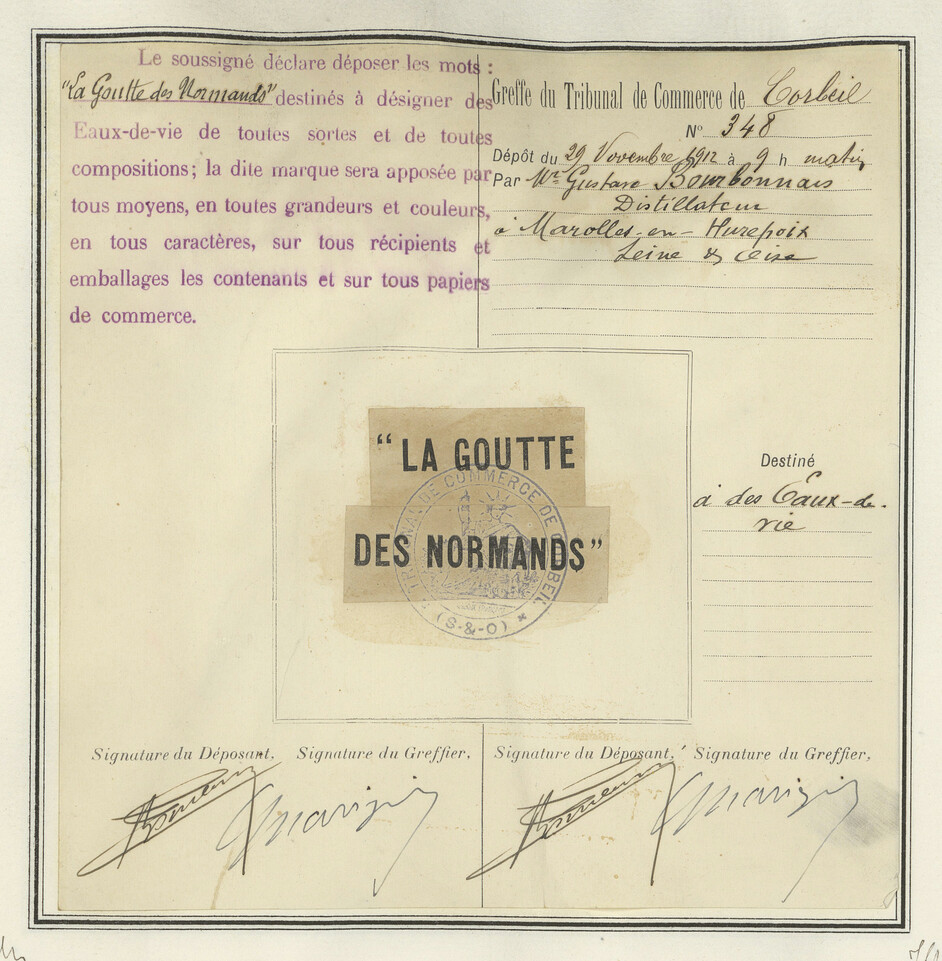 Le soussigné déclare déposer les mots :
"La Goutte des Normands" destinés à désigner des
Eaux-de-vie de toutes sortes et de toutes
compositions; la dite marque sera apposée par
tous moyens, en toutes grandeurs et couleurs,
en tous caractères, sur tous récipients et
emballages les contenants et sur tous papiers
de commerce.
Greffe du Tribunal de Commerce de Corbeil
N° 348
Dépôt du 29 Novembre 1912 à 9 h matin
Par Mr Gustave Bourbonnais
Distillateur
à Marolles-en-Hurepoix
Seine & Oise
"LA GOUTTE
DES NORMANDS"
TRIBUNAL DE COMMERCE DE CORBEIL
(S-&-O)
Destiné
à des Eaux-de-
vie
Signature du Déposant, Signature du Greffier,
Signature du Déposant, Signature du Greffier,